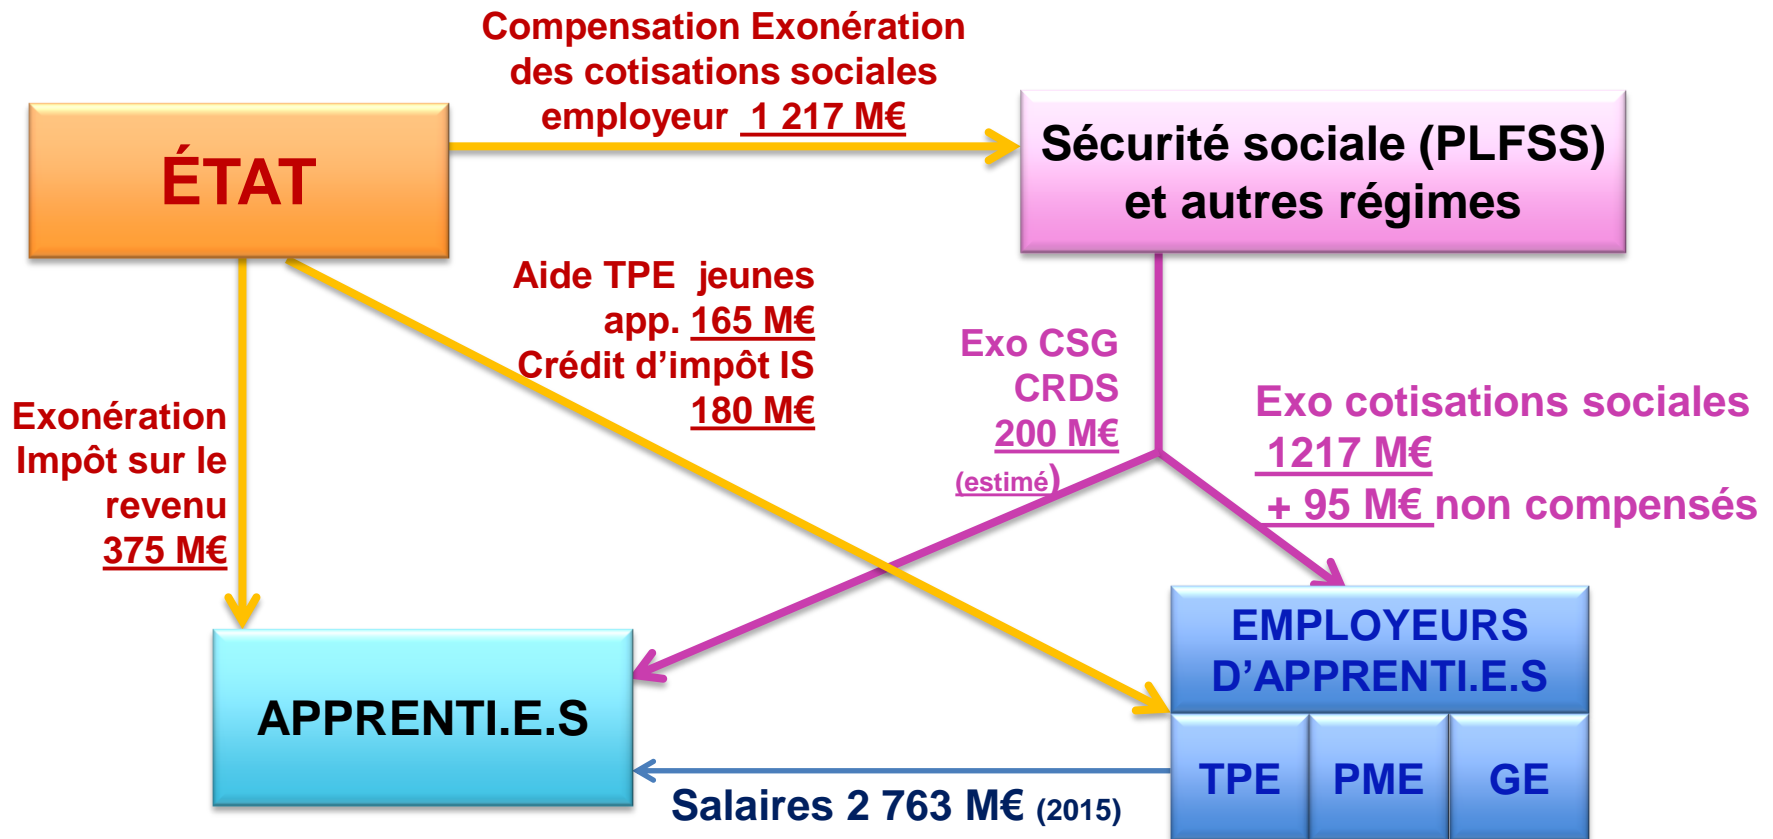 Compensation Exonération
des cotisations sociales
employeur 1 217 M€
ÉTAT
Sécurité sociale (PLFSS)
et autres régimes
Aide TPE jeunes
app. 165 M€
Crédit d'impôt IS
180 M€
Exo CSG
CRDS
200 M€
(estimé)
Exo cotisations sociales
1217 M€
+ 95 M€ non compensés
Exonération
Impôt sur le
revenu
375 M€
APPRENTI.E.S
EMPLOYEURS
D'APPRENTI.E.S
TPE PME GE
Salaires 2 763 M€ (2015)